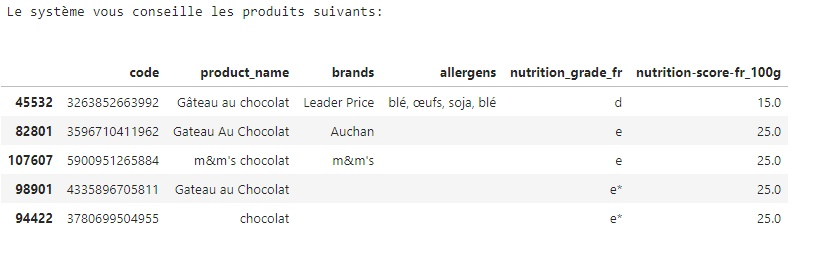 Le système vous conseille les produits suivants:
code product_name brands allergens nutrition_grade_fr nutrition-score-fr_100g
45532 3263852663992 Gâteau au chocolat Leader Price blé, œufs, soja, blé d 15.0
82801 3596710411962 Gateau Au Chocolat Auchan e 25.0
107607 5900951265884 m&m's chocolat m&m's e 25.0
98901 4335896705811 Gateau au Chocolat e* 25.0
94422 3780699504955 chocolat e* 25.0